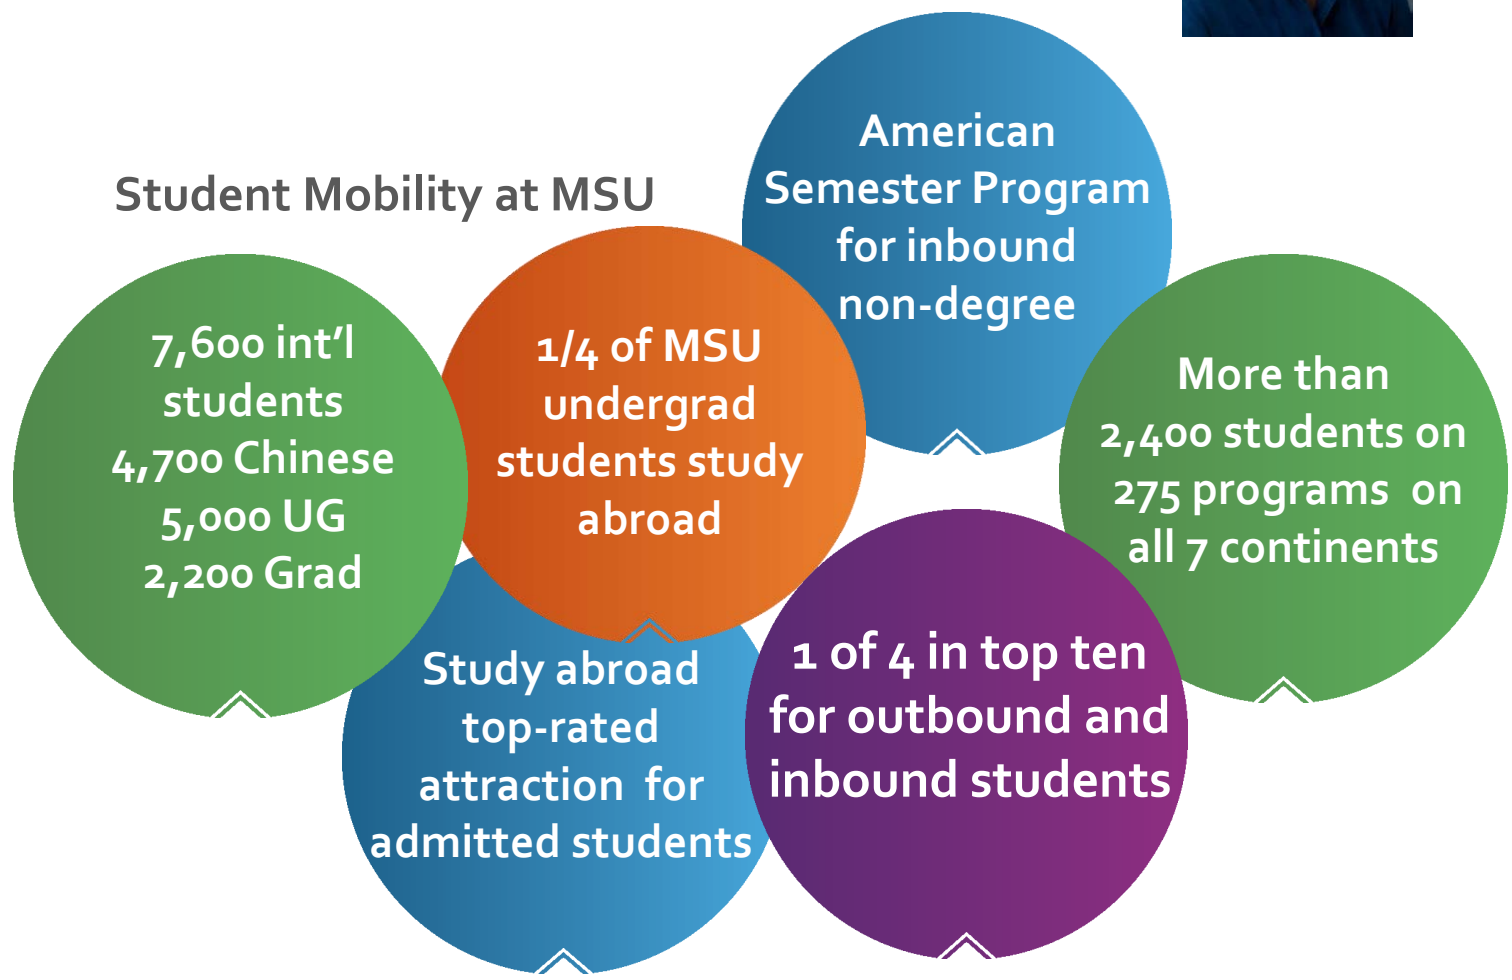 Student Mobility at MSU
7,600 int’l
students
4,700 Chinese
5,000 UG
2,200 Grad
1/4 of MSU
undergrad
students study
abroad
American
Semester Program
for inbound
non-degree
More than
2,400 students on
275 programs  on
all 7 continents
Study abroad
top-rated
attraction  for
admitted students
1 of 4 in top ten
for outbound and
inbound students